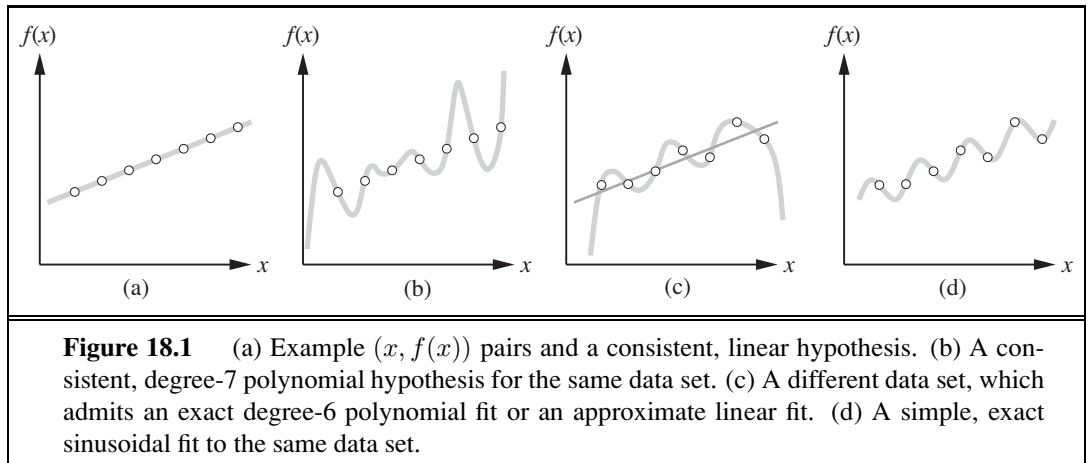 f(x) f(x) f(x) f(x)
x x x x
(a) (b) (c) (d)
Figure 18.1 (a) Example (x, f(x)) pairs and a consistent, linear hypothesis. (b) A con-
sistent, degree-7 polynomial hypothesis for the same data set. (c) A different data set, which
admits an exact degree-6 polynomial fit or an approximate linear fit. (d) A simple, exact
sinusoidal fit to the same data set.